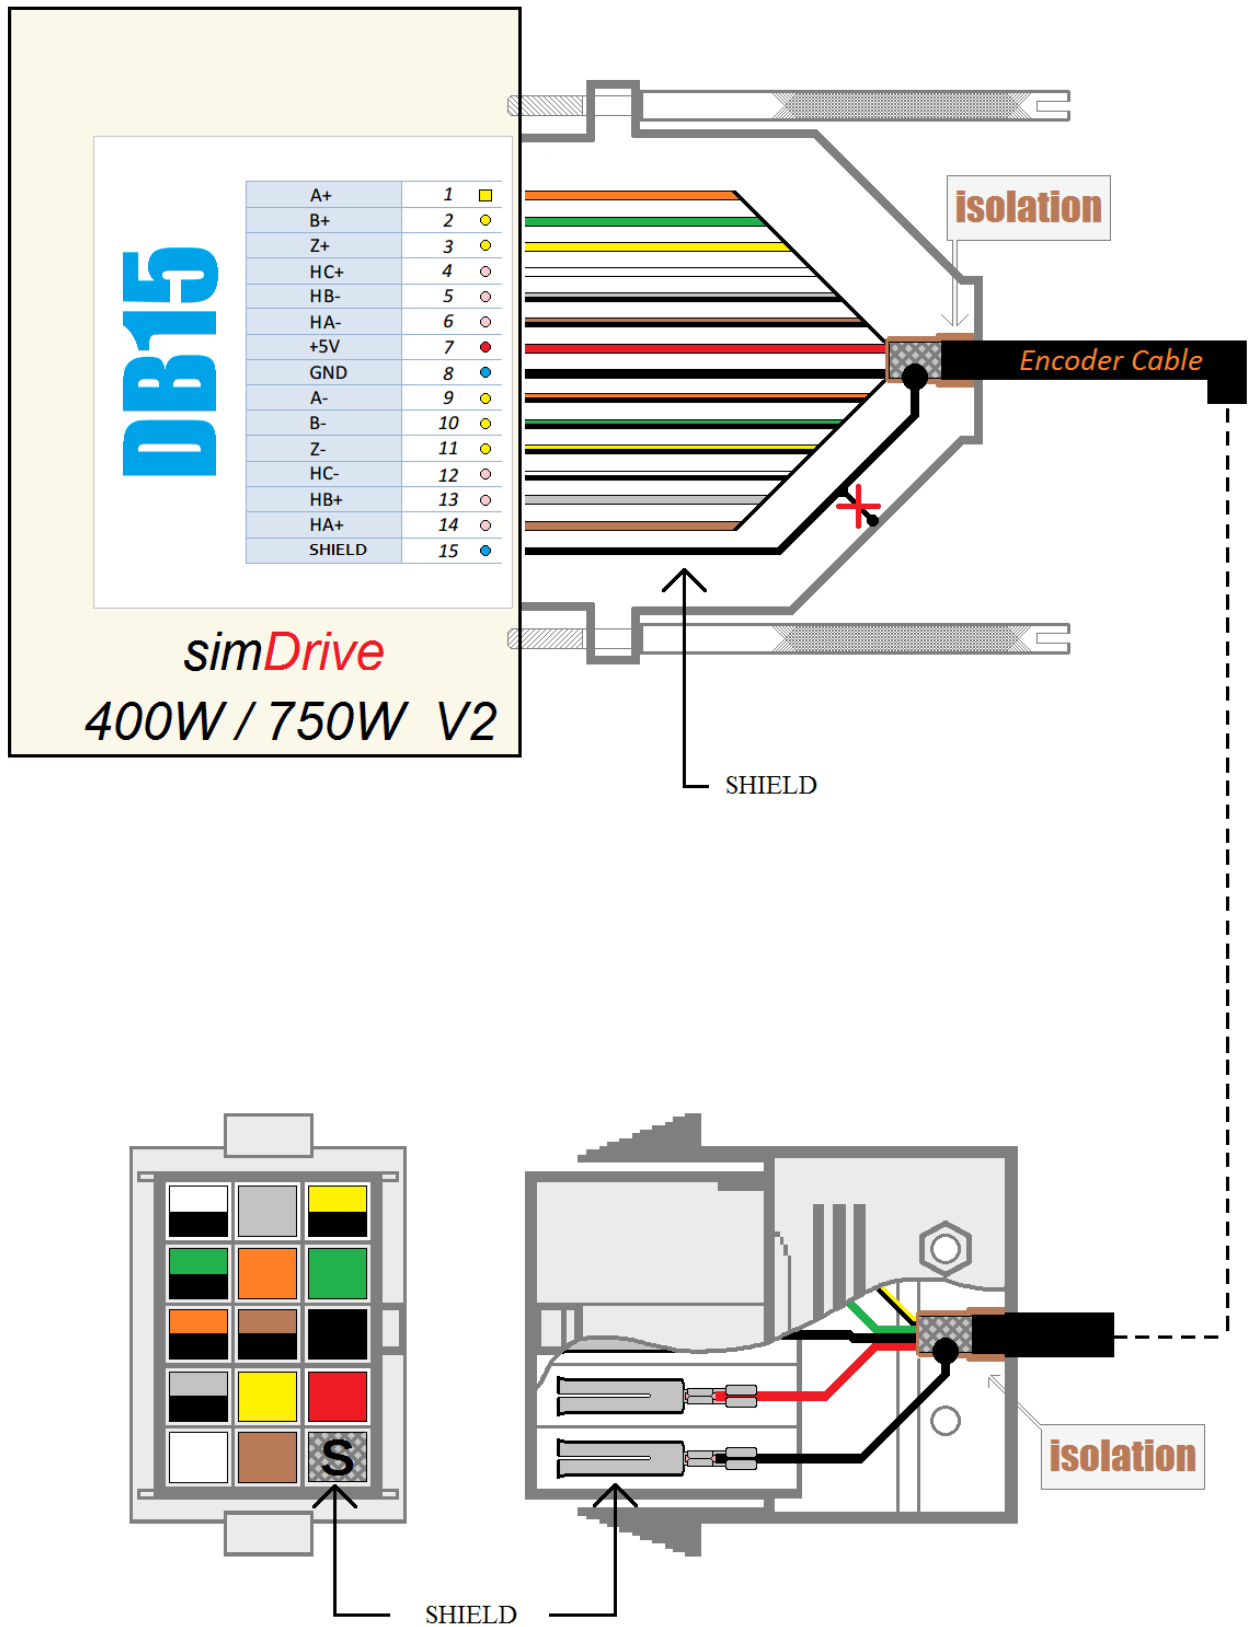 isolation
DB15
A+ 1
B+ 2
Z+ 3
HC+ 4
HB- 5
HA- 6
+5V 7
GND 8
A- 9
B- 10
Z- 11
HC- 12
HB+ 13
HA+ 14
SHIELD 15
Encoder Cable
simDrive
400W / 750W V2
SHIELD
S
isolation
SHIELD